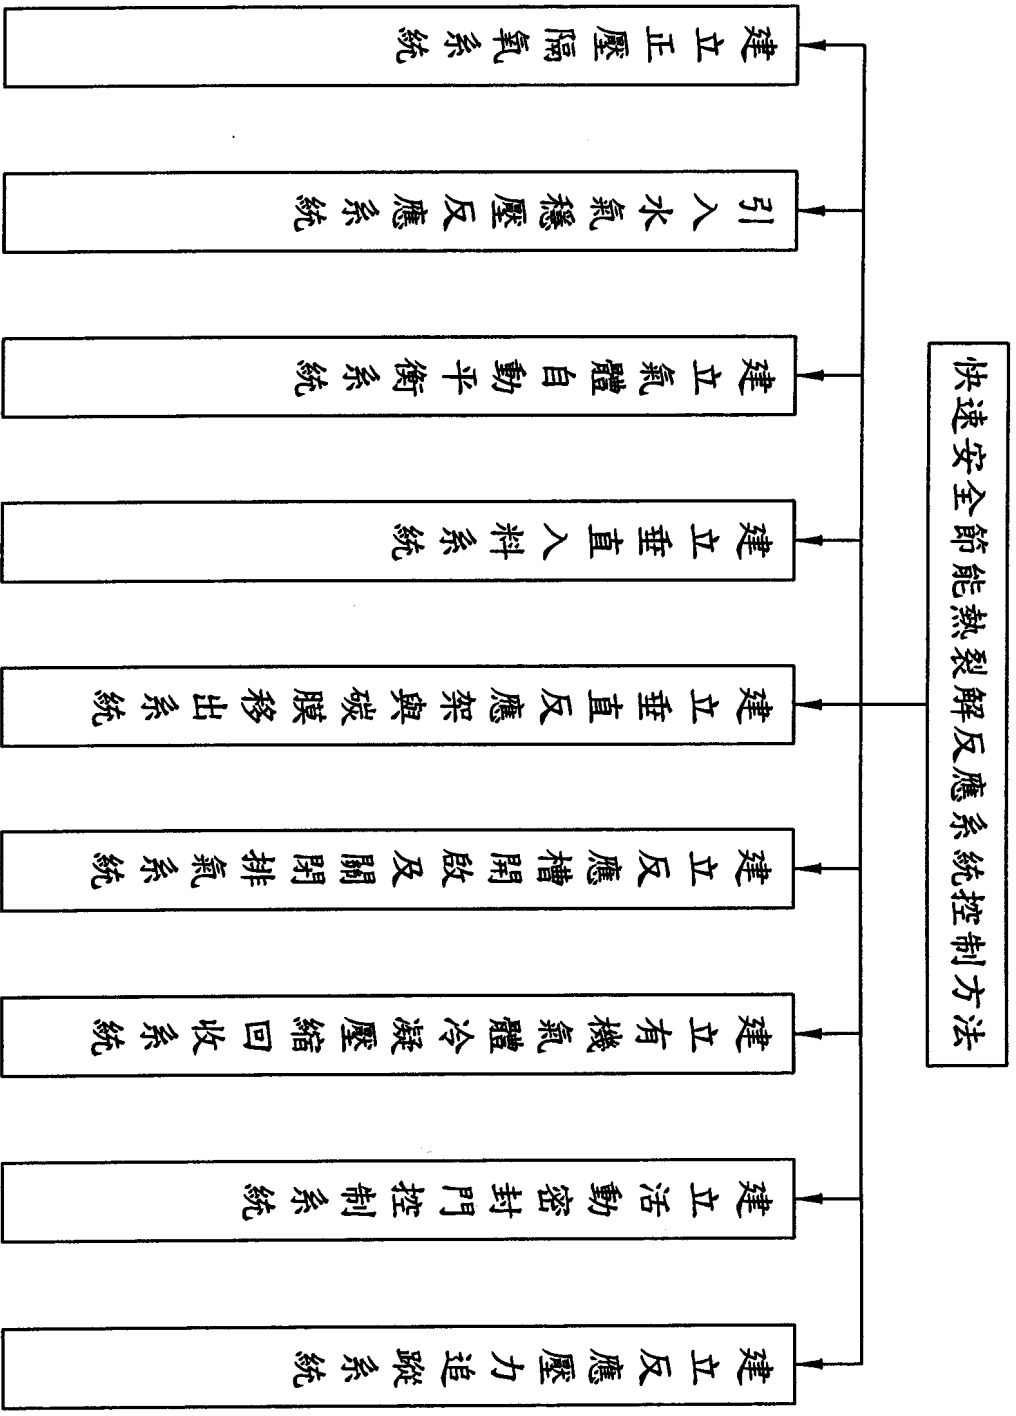 快速安全節能熱裂解反應系統控制方法
建立正壓隔氧系統
引入水氣穩壓反應系統
建立氣體自動平衡系統
建立垂直入料系統
建立垂直反應架與碳膜移出系統
建立反應槽開啟及關閉排氣系統
建立有機氣體冷凝壓縮回收系統
建立活動密封門控制系統
建立反應壓力追蹤系統